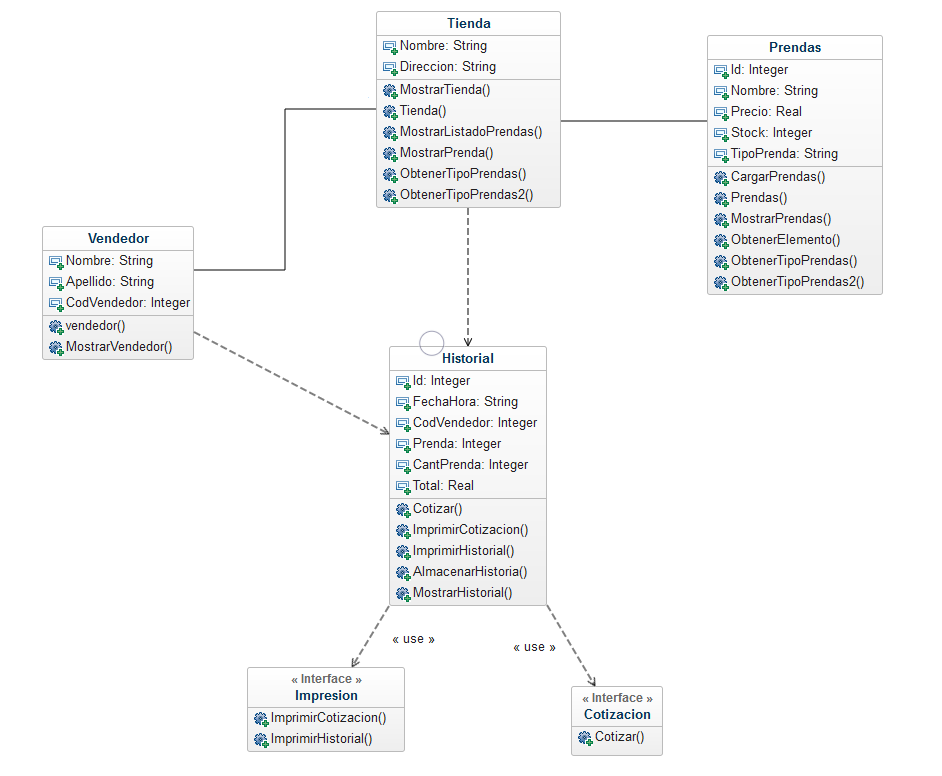 Tienda
Nombre: String
Direccion: String
MostrarTienda()
Tienda()
MostrarListadoPrendas()
MostrarPrenda()
ObtenerTipoPrendas()
ObtenerTipoPrendas2()
Prendas
Id: Integer
Nombre: String
Precio: Real
Stock: Integer
TipoPrenda: String
CargarPrendas()
Prendas()
MostrarPrendas()
ObtenerElemento()
ObtenerTipoPrendas()
ObtenerTipoPrendas2()
Vendedor
Nombre: String
Apellido: String
CodVendedor: Integer
vendedor()
MostrarVendedor()
Historial
Id: Integer
FechaHora: String
CodVendedor: Integer
Prenda: Integer
CantPrenda: Integer
Total: Real
Cotizar()
ImprimirCotizacion()
ImprimirHistorial()
AlmacenarHistoria()
MostrarHistorial()
« use »
« use »
« Interface »
Impresion
ImprimirCotizacion()
ImprimirHistorial()
« Interface »
Cotizacion
Cotizar()